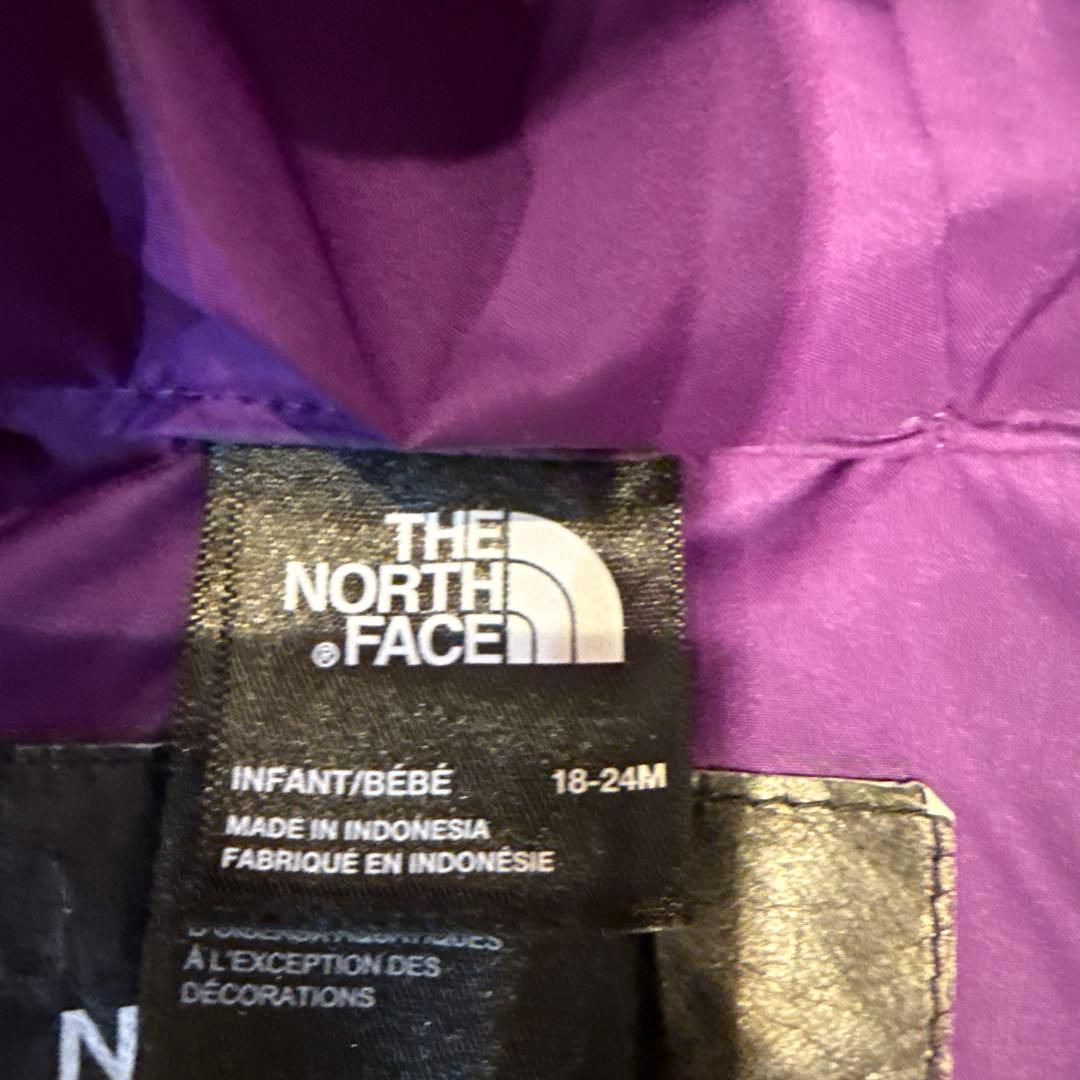 THE
NORTH
® FACE
INFANT/BÉBÉ 18-24M
MADE IN INDONESIA
FABRIQUÉ EN INDONÉSIE
À L'EXCEPTION DES
DÉCORATIONS
N